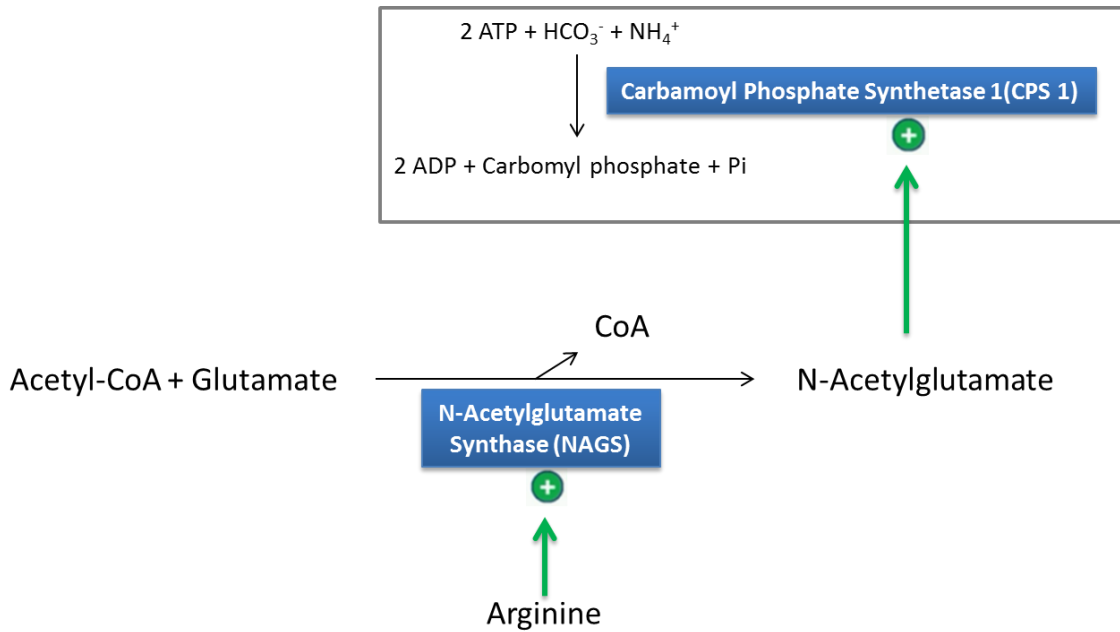 2 ATP + HCO₃⁻ + NH₄⁺
Carbamoyl Phosphate Synthetase 1(CPS 1)
+
2 ADP + Carbomyl phosphate + Pi
CoA
Acetyl-CoA + Glutamate
N-Acetylglutamate
N-Acetylglutamate
Synthase (NAGS)
+
Arginine